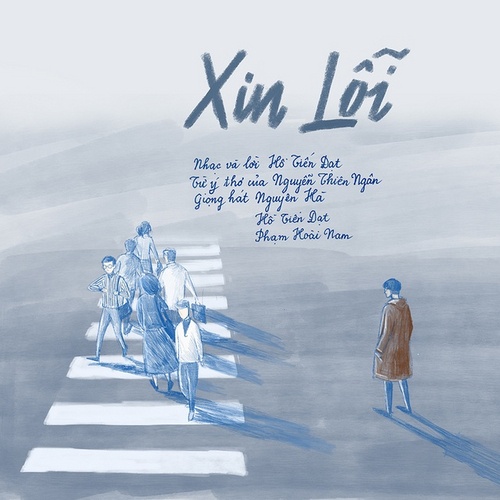 Xin Lỗi
Nhạc và lời Hồ Tiến Đạt
Từ ý thơ của Nguyễn Thiên Ngân
Giọng hát Nguyên Hà
Hồ Tiến Đạt
Phạm Hoài Nam